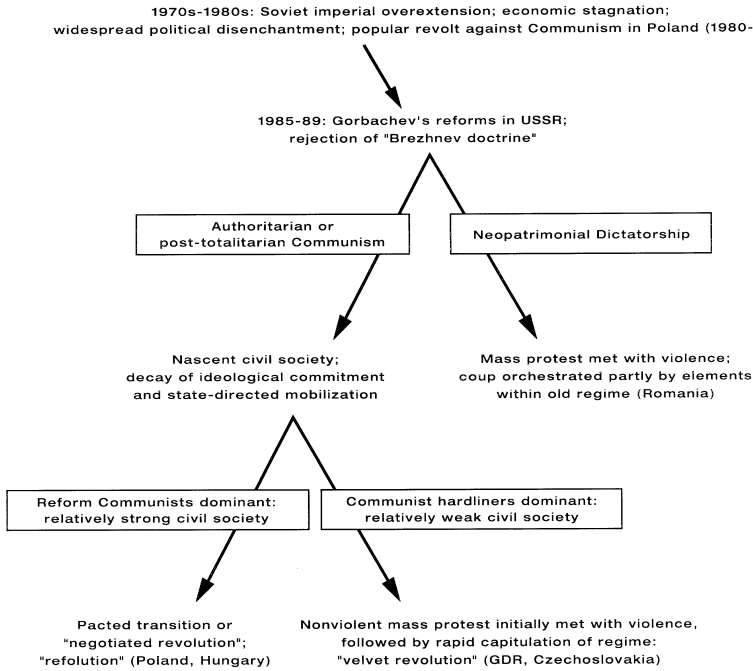 1970s-1980s: Soviet imperial overextension; economic stagnation;
widespread political disenchantment; popular revolt against Communism in Poland (1980-
1985-89: Gorbachev's reforms in USSR;
rejection of "Brezhnev doctrine"
Authoritarian or
post-totalitarian Communism
Neopatrimonial Dictatorship
Nascent civil society;
decay of ideological commitment
and state-directed mobilization
Mass protest met with violence;
coup orchestrated partly by elements
within old regime (Romania)
Reform Communists dominant:
relatively strong civil society
Communist hardliners dominant:
relatively weak civil society
Pacted transition or
"negotiated revolution";
"refolution" (Poland, Hungary)
Nonviolent mass protest initially met with violence,
followed by rapid capitulation of regime:
"velvet revolution" (GDR, Czechoslovakia)